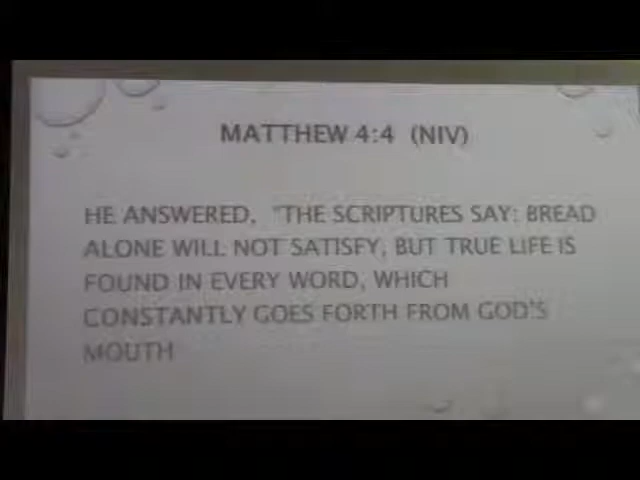 MATTHEW 4:4 (NIV)
HE ANSWERED, "THE SCRIPTURES SAY: BREAD
ALONE WILL NOT SATISFY, BUT TRUE LIFE IS
FOUND IN EVERY WORD, WHICH
CONSTANTLY GOES FORTH FROM GOD'S
MOUTH